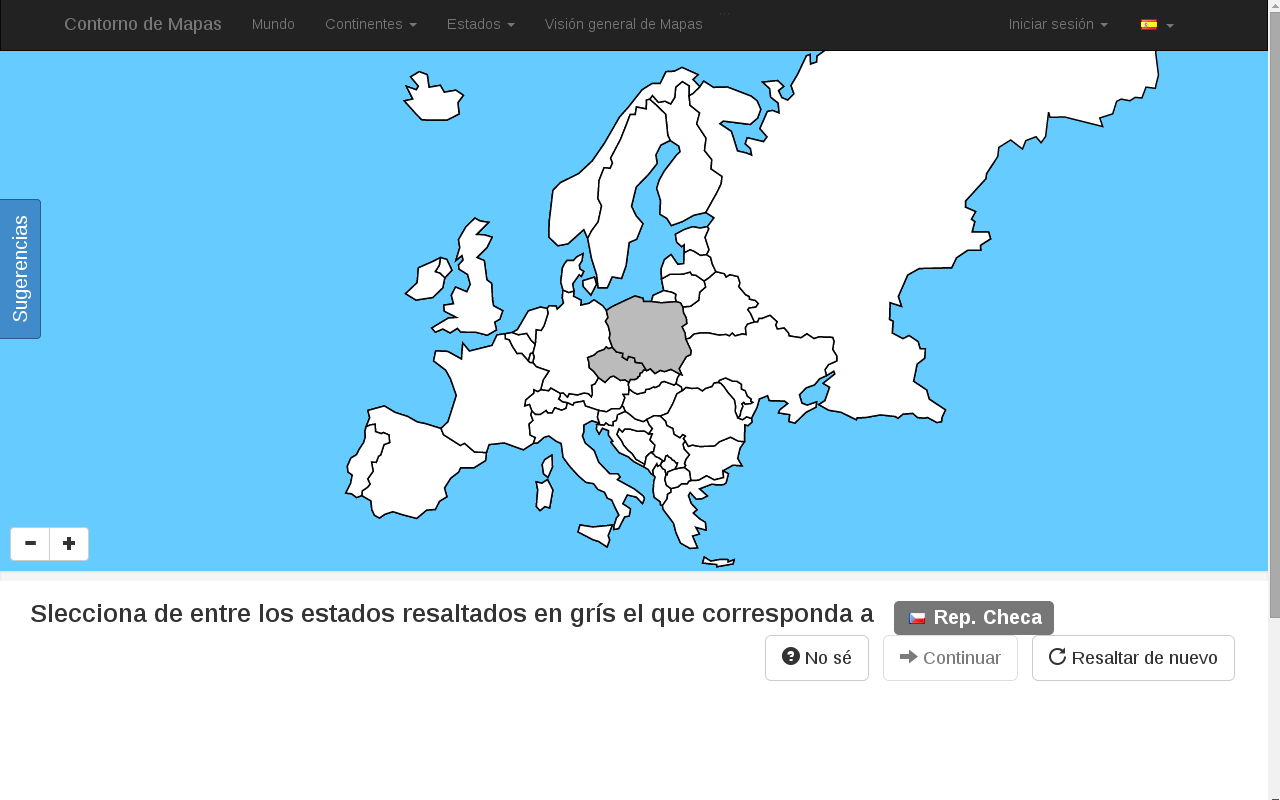 Contorno de Mapas Mundo Continentes Estados Visión general de Mapas ... Iniciar sesión
Sugerencias
Slecciona de entre los estados resaltados en grís el que corresponda a Rep. Checa
No sé Continuar Resaltar de nuevo